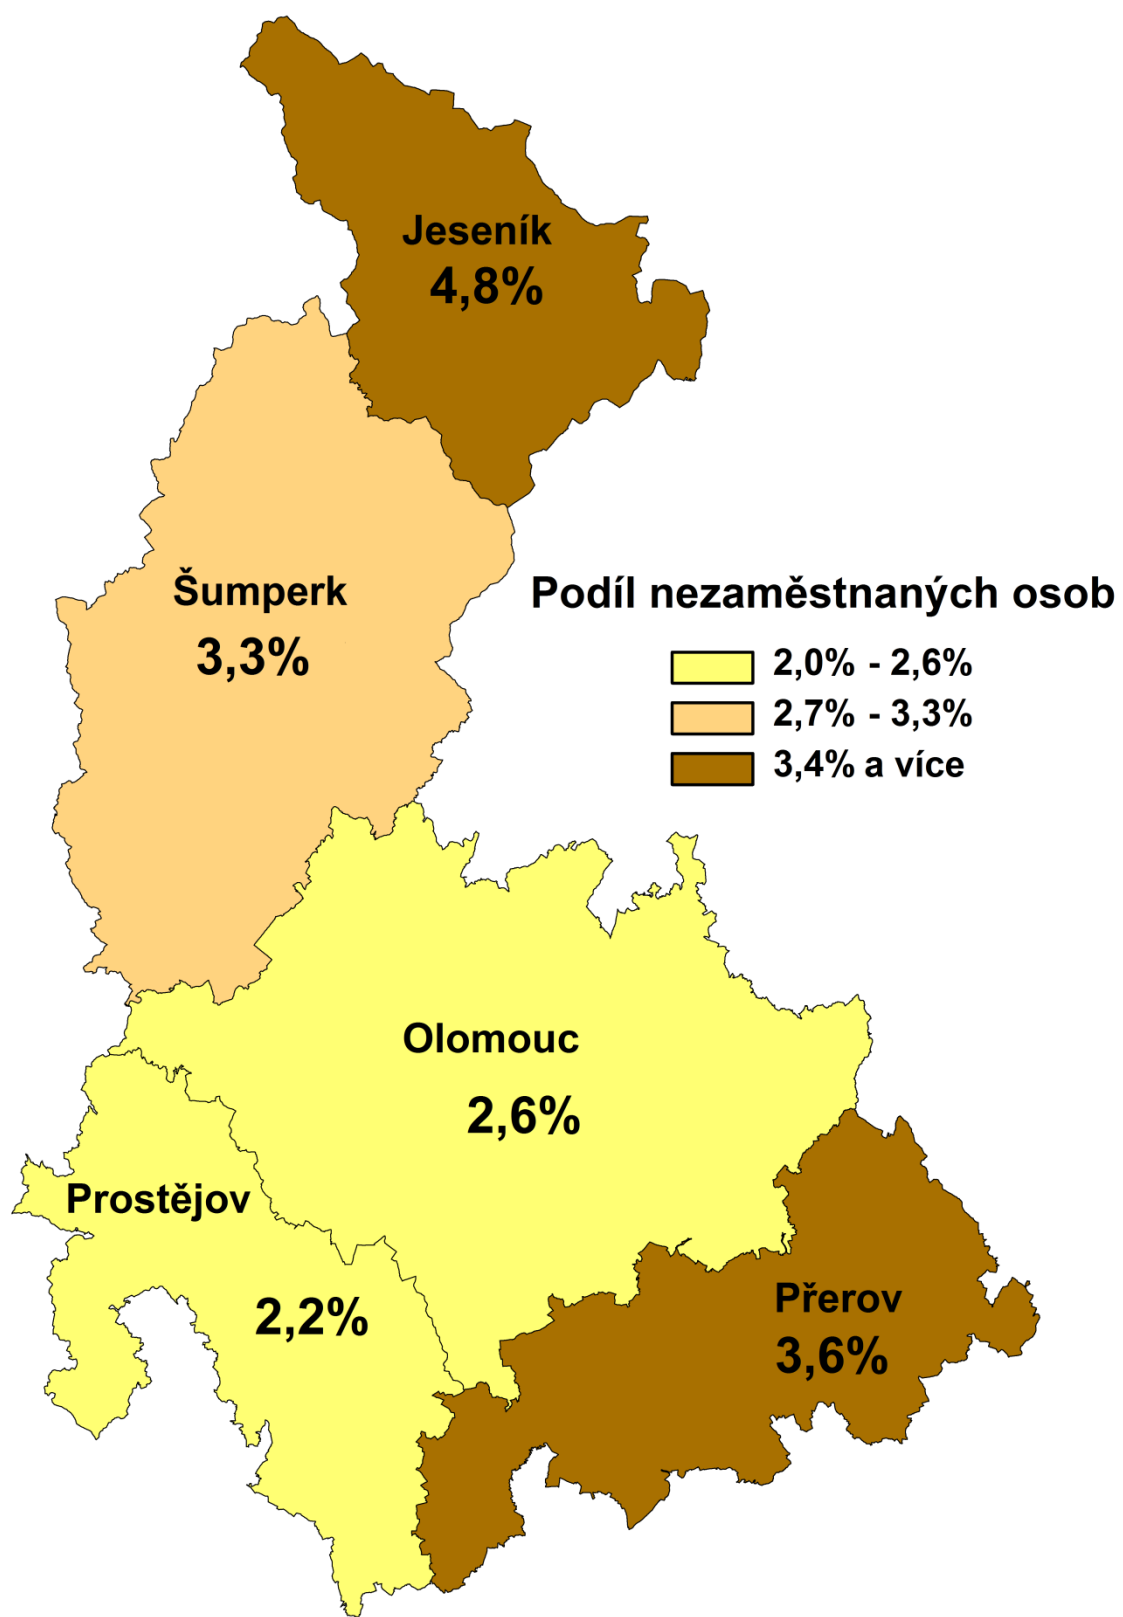 Jeseník
4,8%
Šumperk
3,3%
Podíl nezaměstnaných osob
2,0% - 2,6%
2,7% - 3,3%
3,4% a více
Olomouc
2,6%
Prostějov
2,2%
Přerov
3,6%